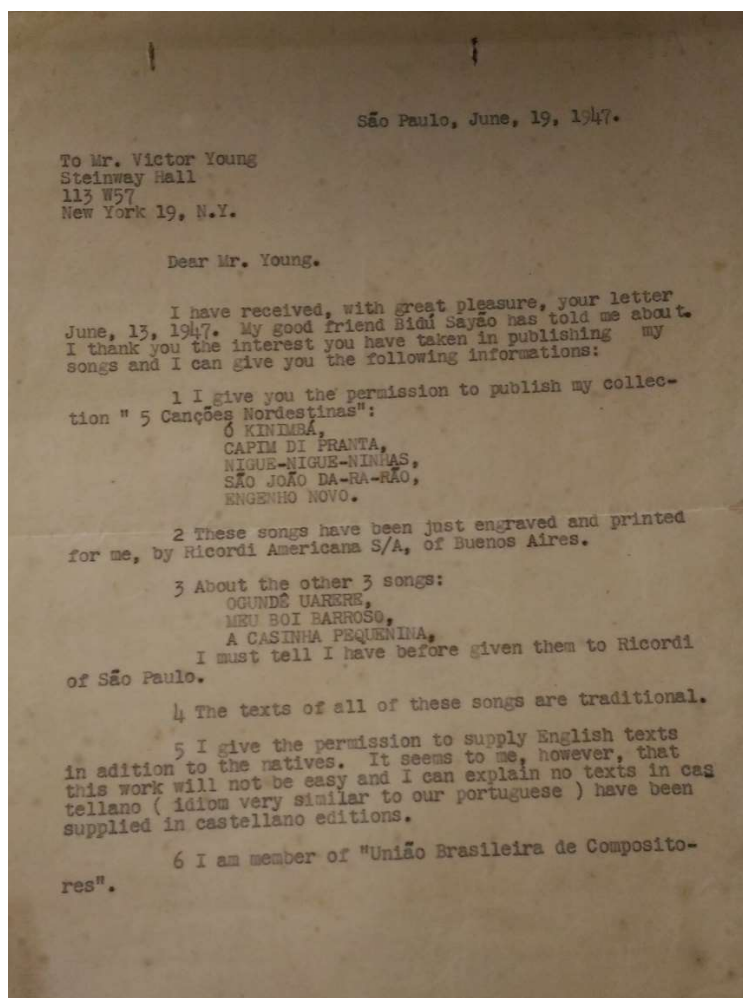 São Paulo, June, 19, 1947.
To Mr. Victor Young
Steinway Hall
113 W57
New York 19, N.Y.
Dear Mr. Young.
I have received, with great pleasure, your letter
June, 13, 1947. My good friend Bidú Sayão has told me about.
I thank you the interest you have taken in publishing my
songs and I can give you the following informations:
1 I give you the permission to publish my collec-
tion " 5 Canções Nordestinas":
Ó KINIMBÁ,
CAPIM DI PRANTA,
NIGUE-NIGUE-NINHAS,
SÃO JOÃO DA-RA-RÃO,
ENGENHO NOVO.
2 These songs have been just engraved and printed
for me, by Ricordi Americana S/A, of Buenos Aires.
3 About the other 3 songs:
OGUNDÊ UARERE,
MEU BOI BARROSO,
A CASINHA PEQUENINA,
I must tell I have before given them to Ricordi
of São Paulo.
4 The texts of all of these songs are traditional.
5 I give the permission to supply English texts
in adition to the natives. It seems to me, however, that
this work will not be easy and I can explain no texts in cas
tellano ( idiom very similar to our portuguese ) have been
supplied in castellano editions.
6 I am member of "União Brasileira de Composito-
res".